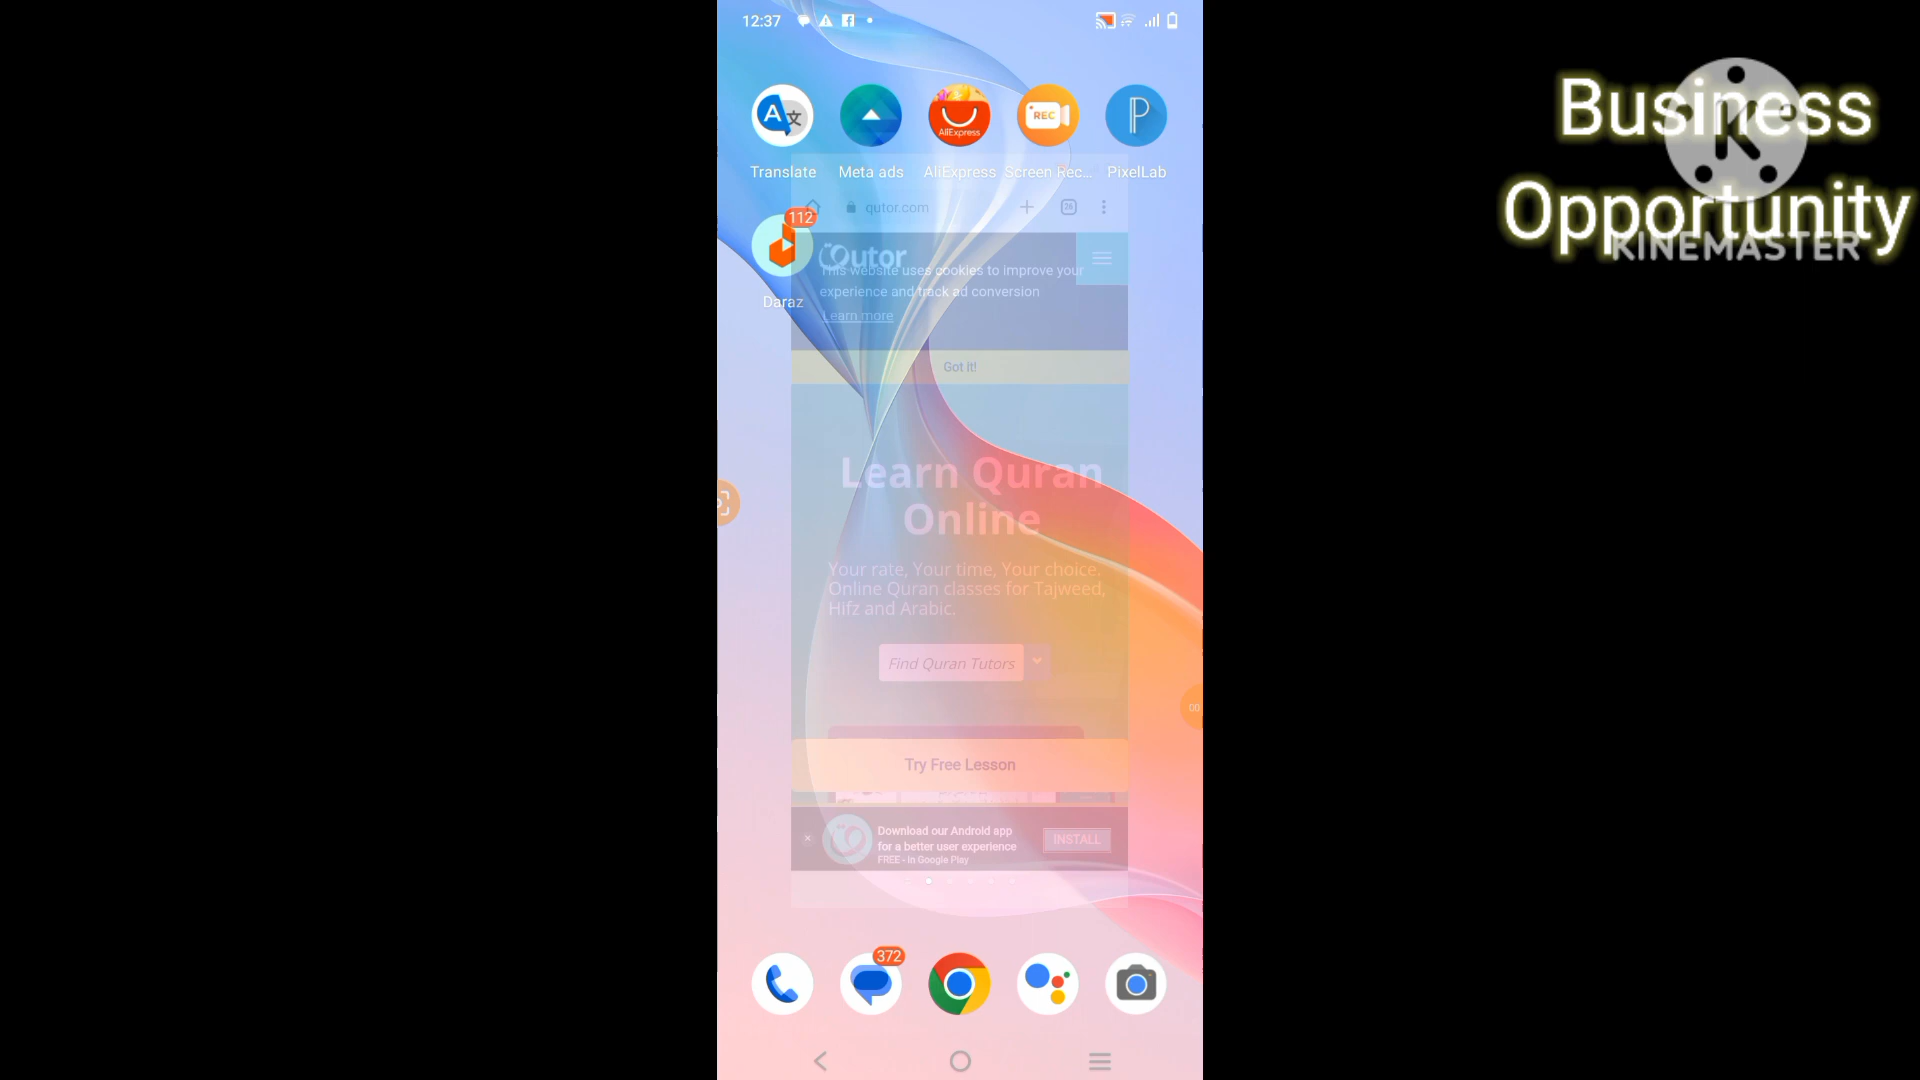 12:37
Business
Opportunity
KINEMASTER
REC
AliExpress
Translate
Meta ads
AliExpress
Screen Rec...
PixelLab
qutor.com
112
Qutor
This website uses cookies to improve your
experience and track ad conversion
Learn more
Daraz
Got it!
Learn Quran
Online
Your rate, Your time, Your choice.
Online Quran classes for Tajweed,
Hifz and Arabic.
Find Quran Tutors
00
Try Free Lesson
Download our Android app
for a better user experience
FREE - In Google Play
INSTALL
372